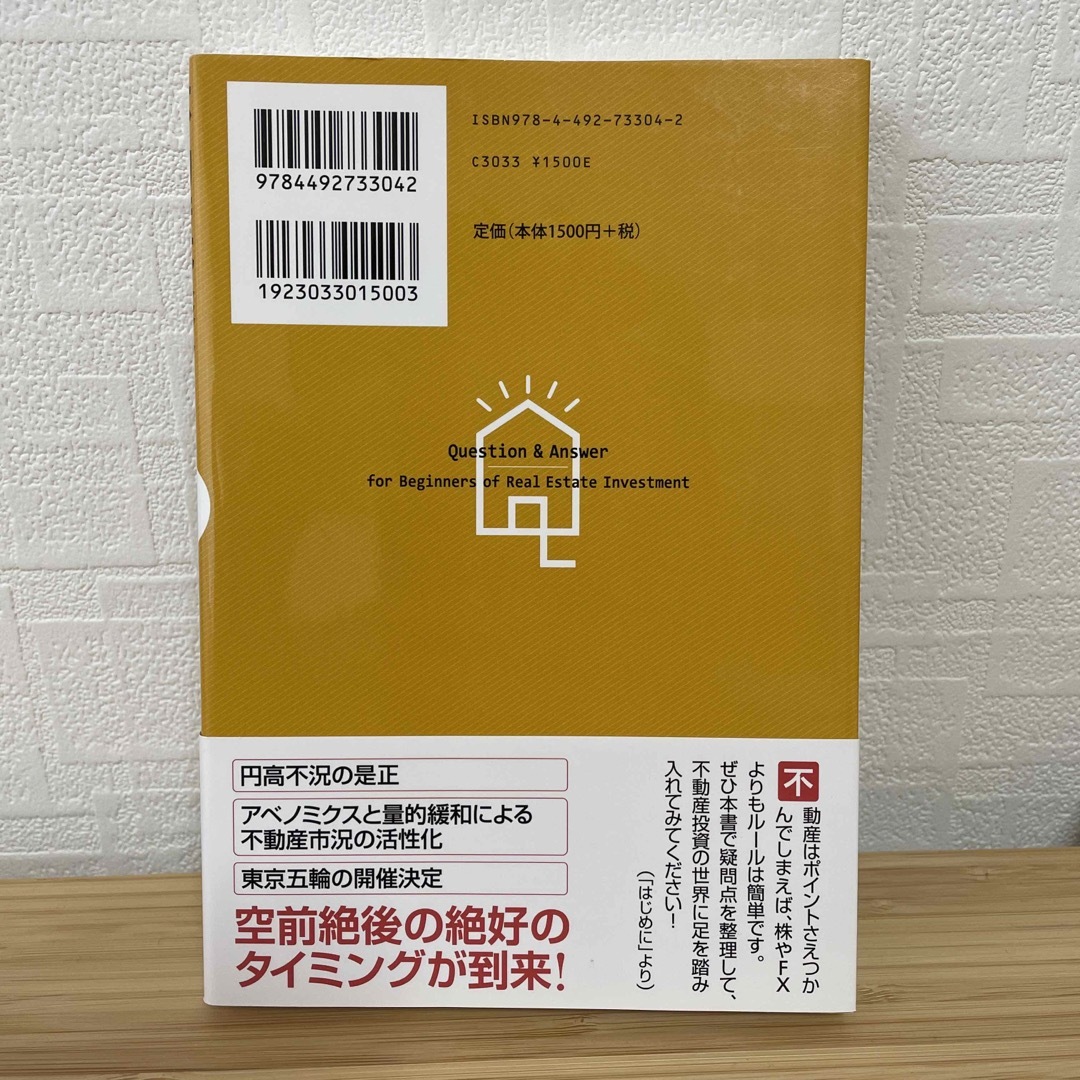 9784492733042
1923033015003
ISBN978-4-492-73304-2
C3033 ¥1500E
定価(本体1500円+税)
Question & Answer
for Beginners of Real Estate Investment
円高不況の是正
アベノミクスと量的緩和による
不動産市況の活性化
東京五輪の開催決定
空前絶後の絶好の
タイミングが到来!
不動産はポイントさえつか
んでしまえば、株やFX
よりもルールは簡単です。
ぜひ本書で疑問点を整理して、
不動産投資の世界に足を踏み
入れてみてください!
(「はじめに」より)